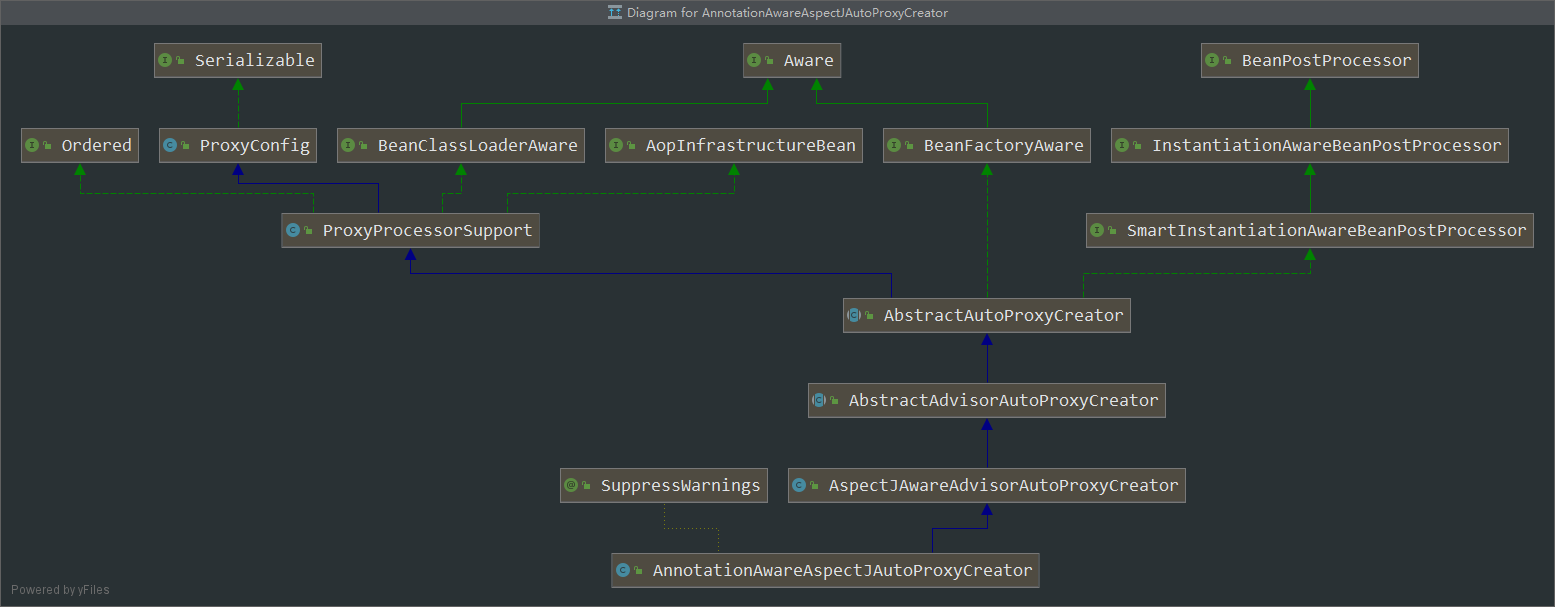 Diagram for AnnotationAwareAspectJAutoProxyCreator
Serializable
Aware
BeanPostProcessor
Ordered
ProxyConfig
BeanClassLoaderAware
AopInfrastructureBean
BeanFactoryAware
InstantiationAwareBeanPostProcessor
ProxyProcessorSupport
SmartInstantiationAwareBeanPostProcessor
AbstractAutoProxyCreator
AbstractAdvisorAutoProxyCreator
SuppressWarnings
AspectJAwareAdvisorAutoProxyCreator
AnnotationAwareAspectJAutoProxyCreator
Powered by yFiles